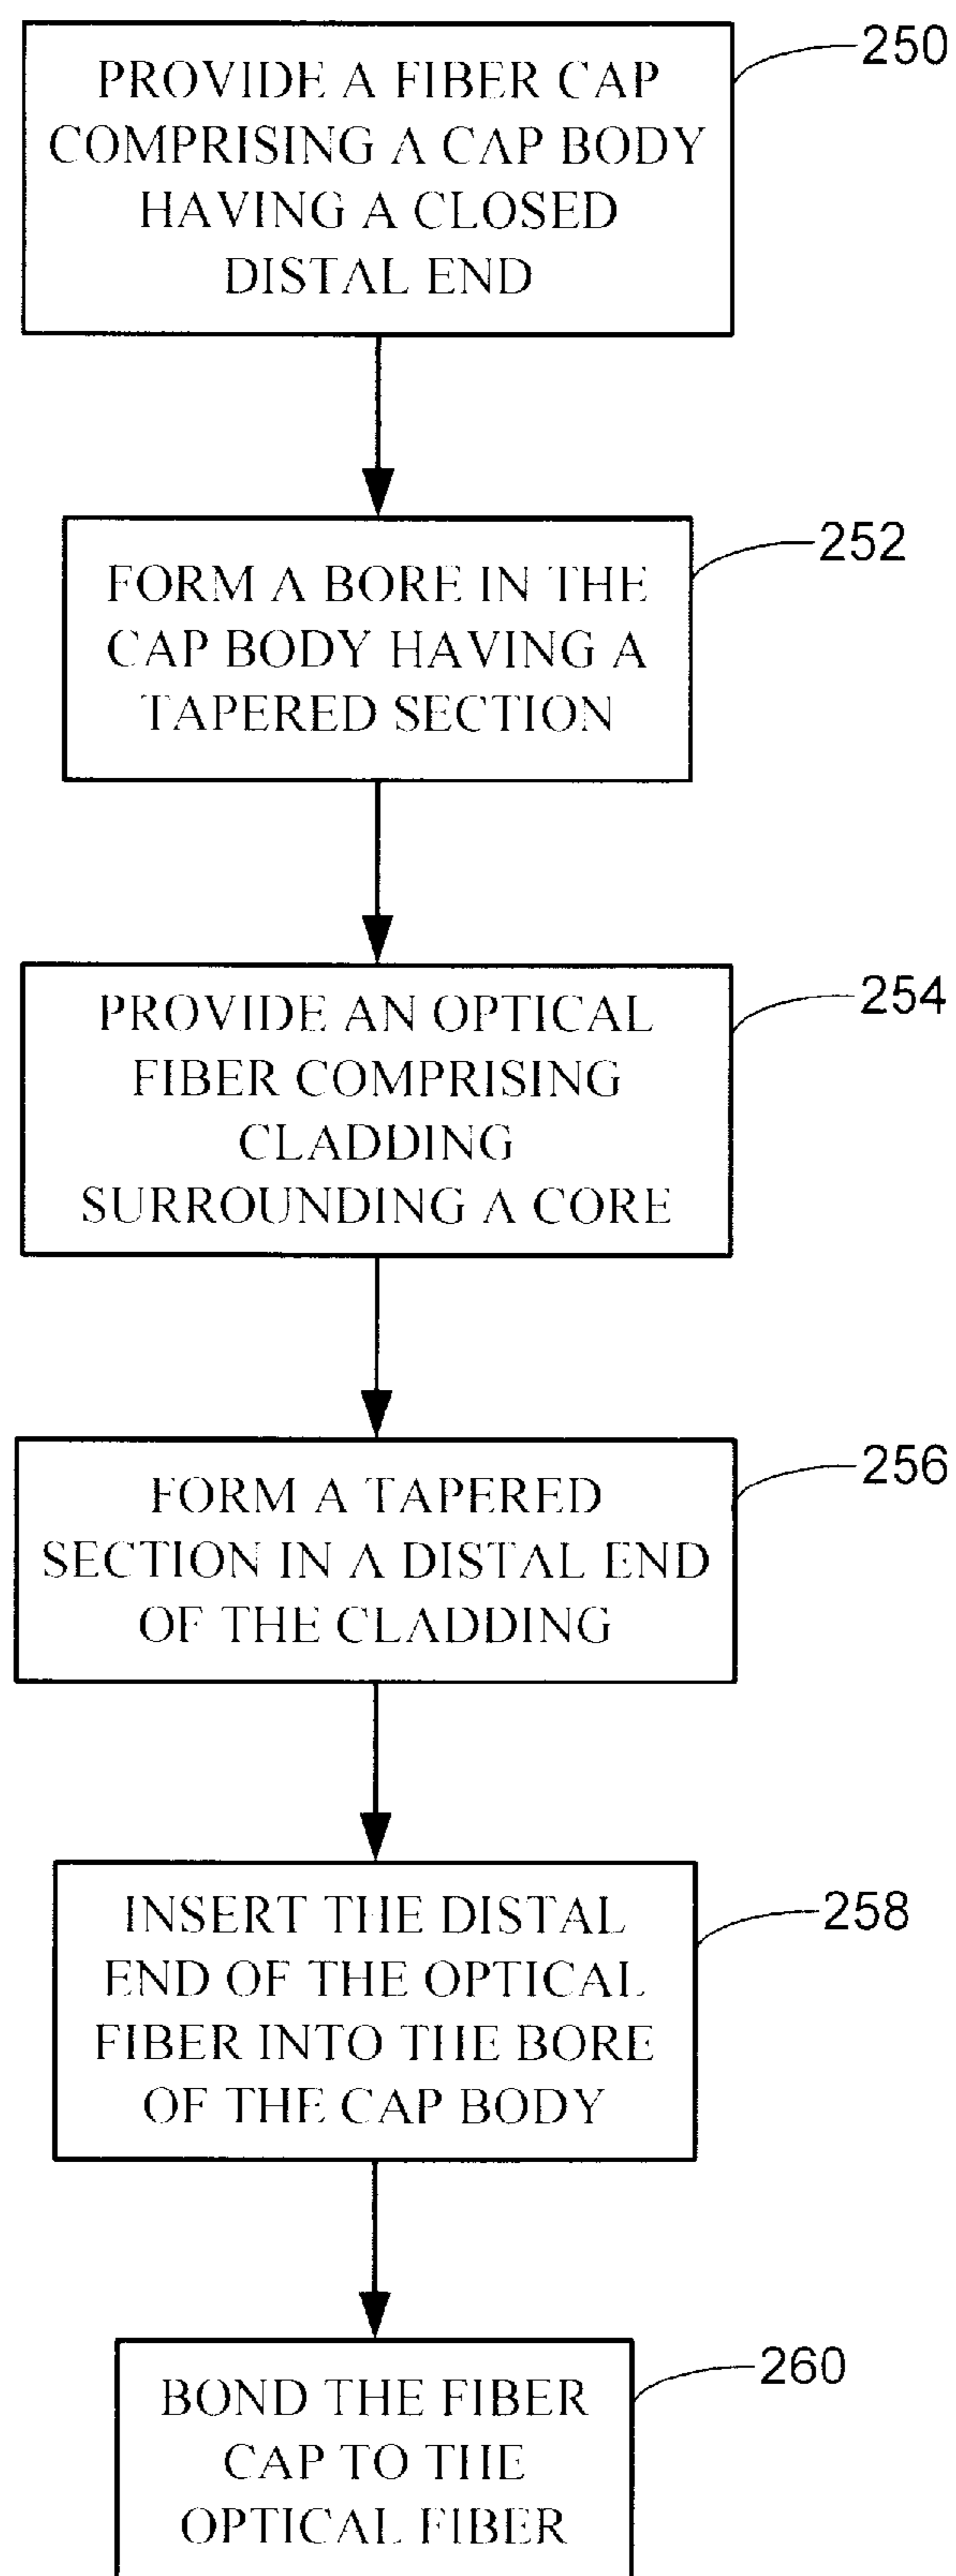 PROVIDE A FIBER CAP
COMPRISING A CAP BODY
HAVING A CLOSED
DISTAL END
250
FORM A BORE IN THE
CAP BODY HAVING A
TAPERED SECTION
252
PROVIDE AN OPTICAL
FIBER COMPRISING
CLADDING
SURROUNDING A CORE
254
FORM A TAPERED
SECTION IN A DISTAL END
OF THE CLADDING
256
INSERT THE DISTAL
END OF THE OPTICAL
FIBER INTO THE BORE
OF THE CAP BODY
258
BOND THE FIBER
CAP TO THE
OPTICAL FIBER
260